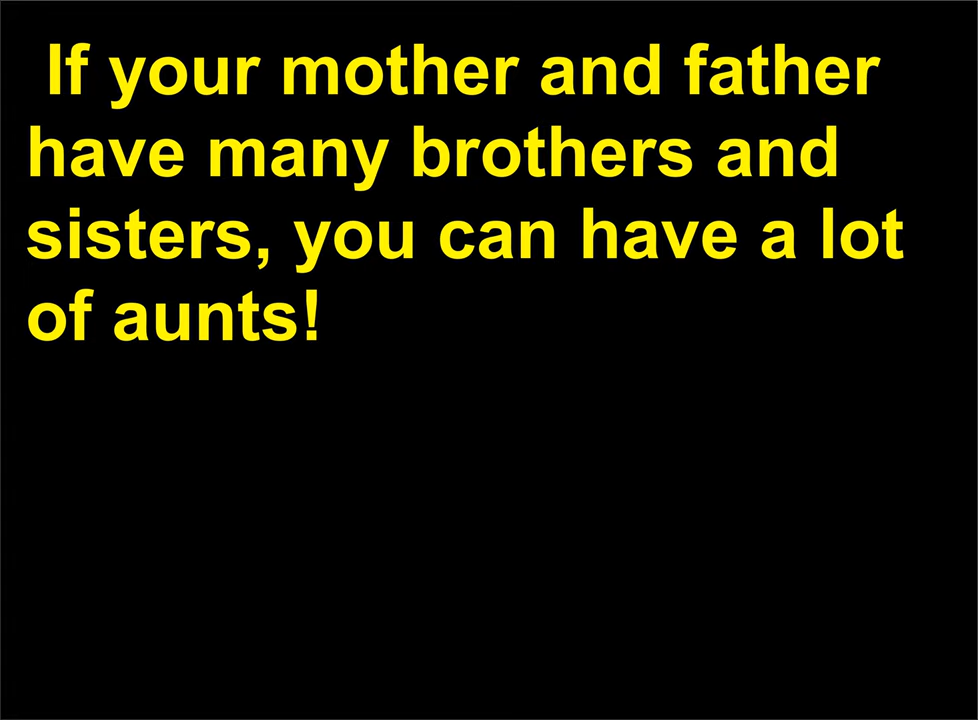 If your mother and father
have many brothers and
sisters, you can have a lot
of aunts!